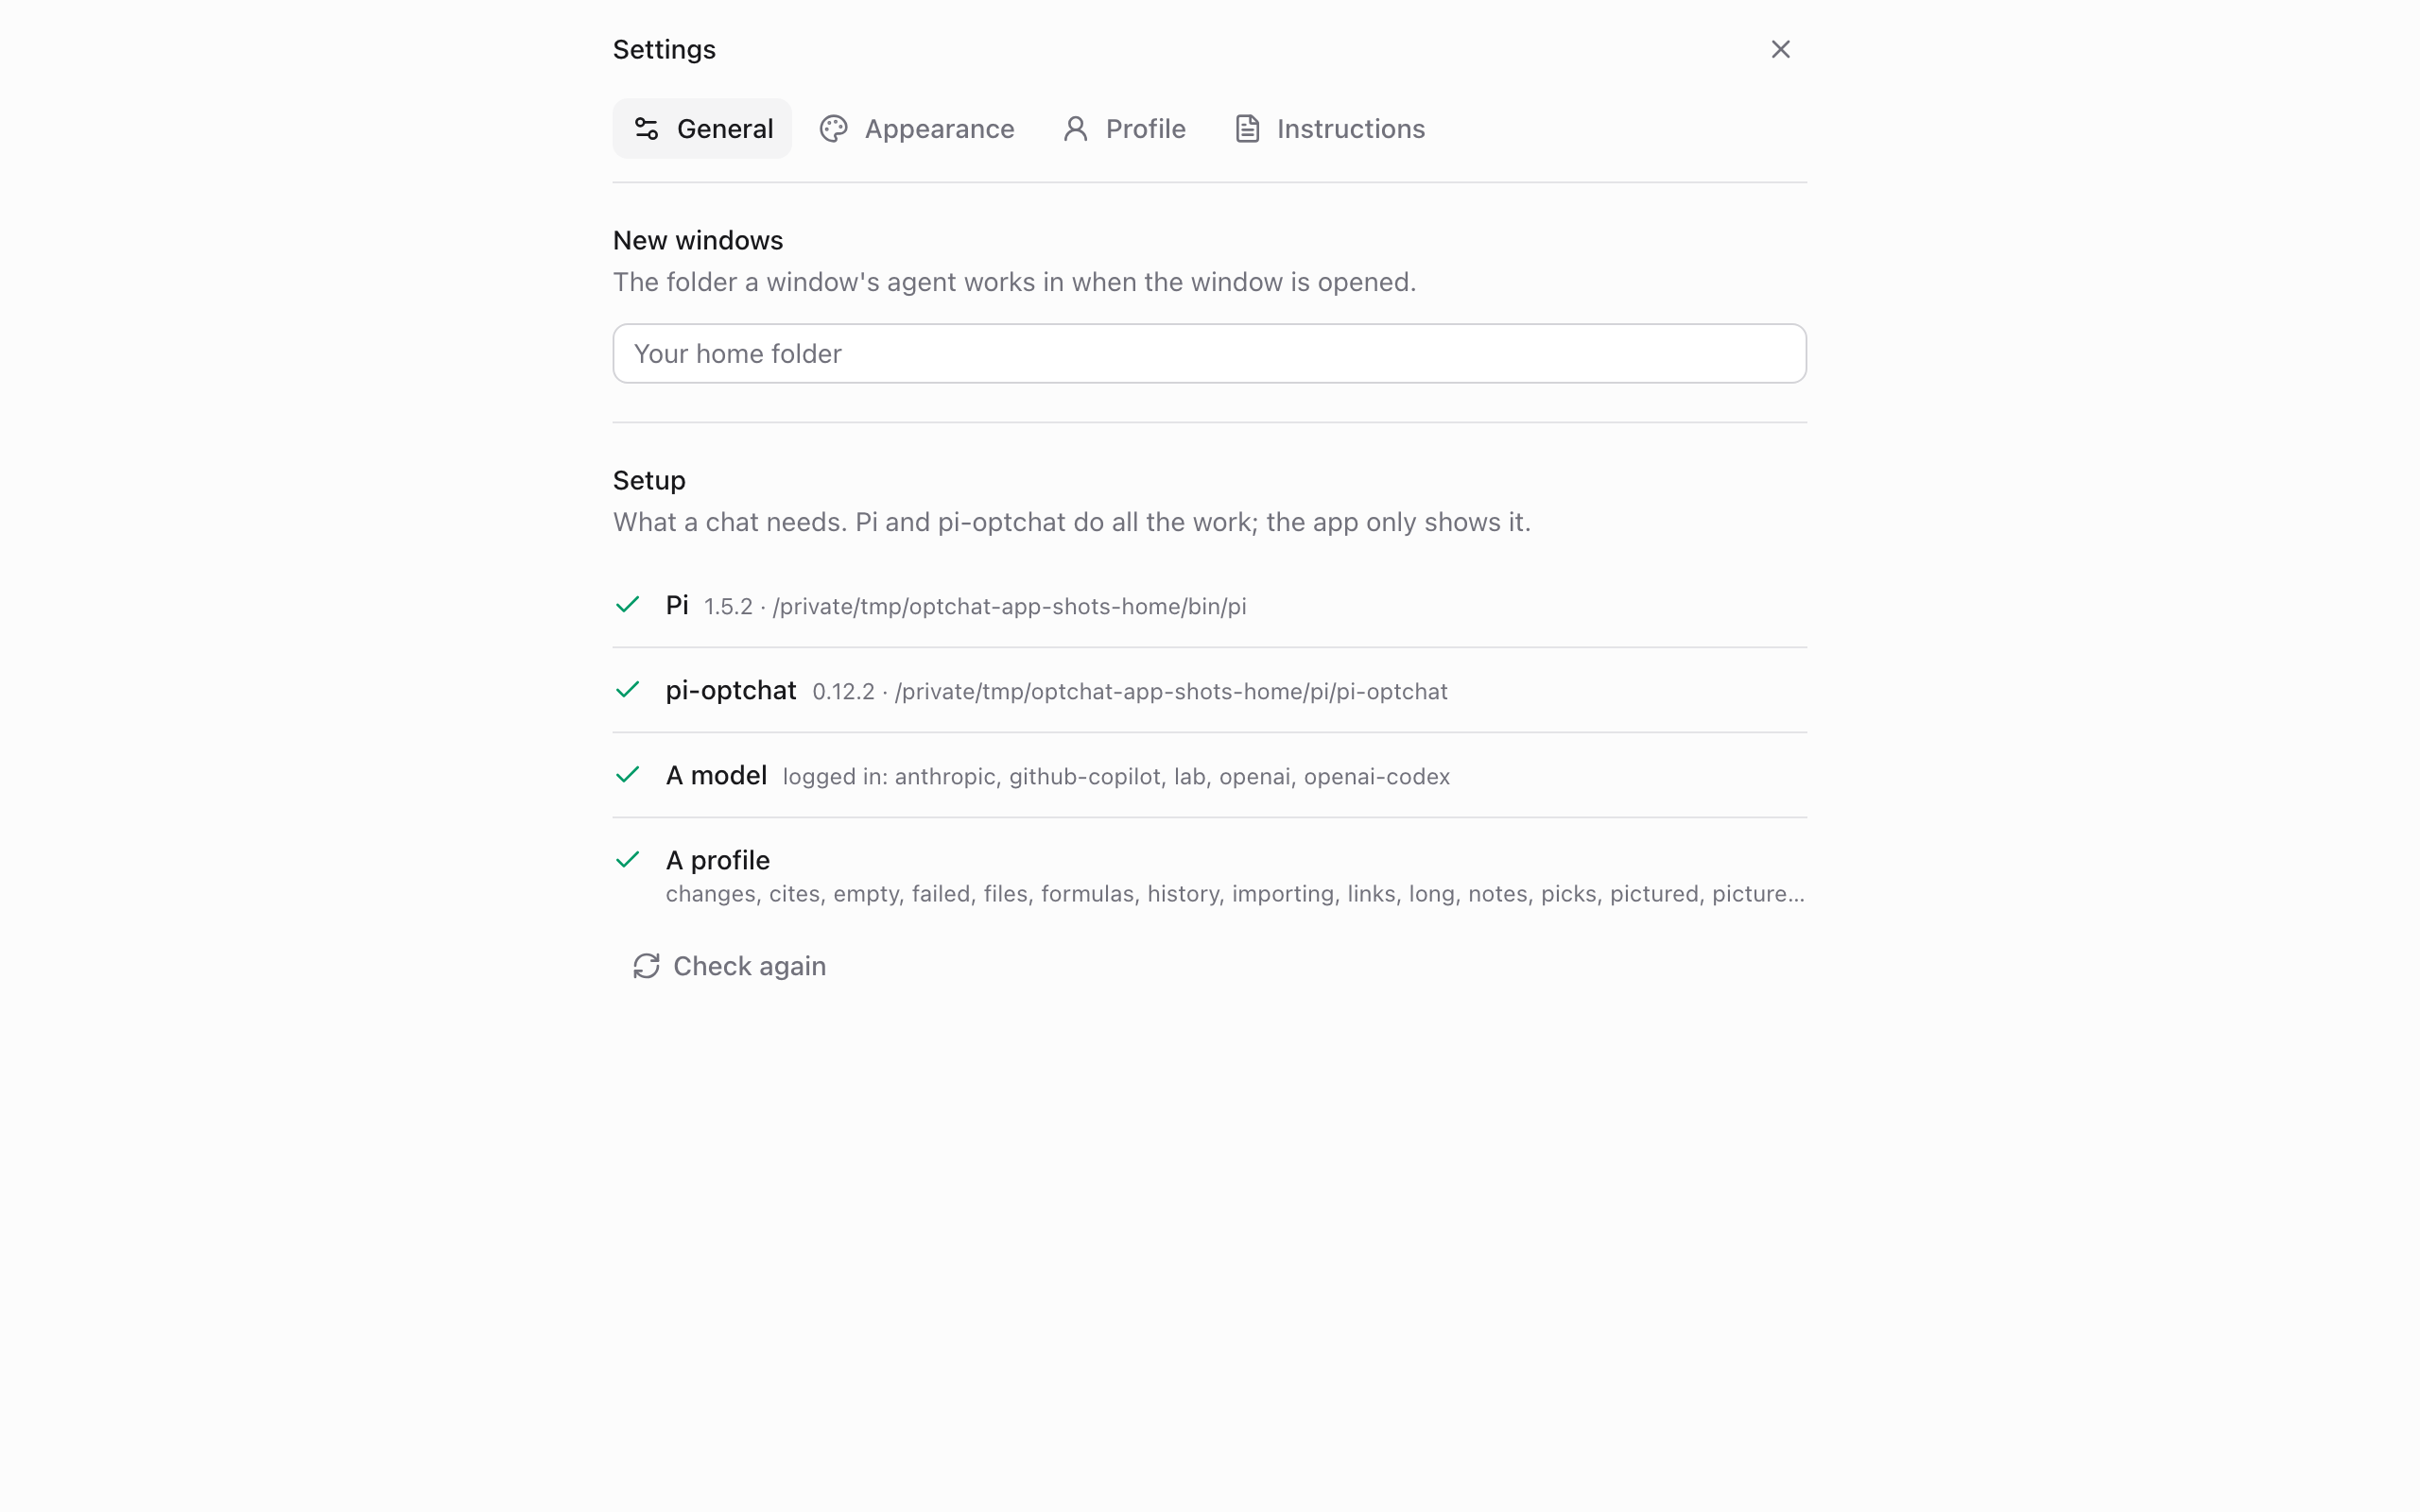 Settings
General
Appearance
Profile
Instructions
New windows
The folder a window's agent works in when the window is opened.
Your home folder
Setup
What a chat needs. Pi and pi-optchat do all the work; the app only shows it.
Pi 1.5.2 · /private/tmp/optchat-app-shots-home/bin/pi
pi-optchat 0.12.2 · /private/tmp/optchat-app-shots-home/pi/pi-optchat
A model logged in: anthropic, github-copilot, lab, openai, openai-codex
A profile
changes, cites, empty, failed, files, formulas, history, importing, links, long, notes, picks, pictured, picture...
Check again